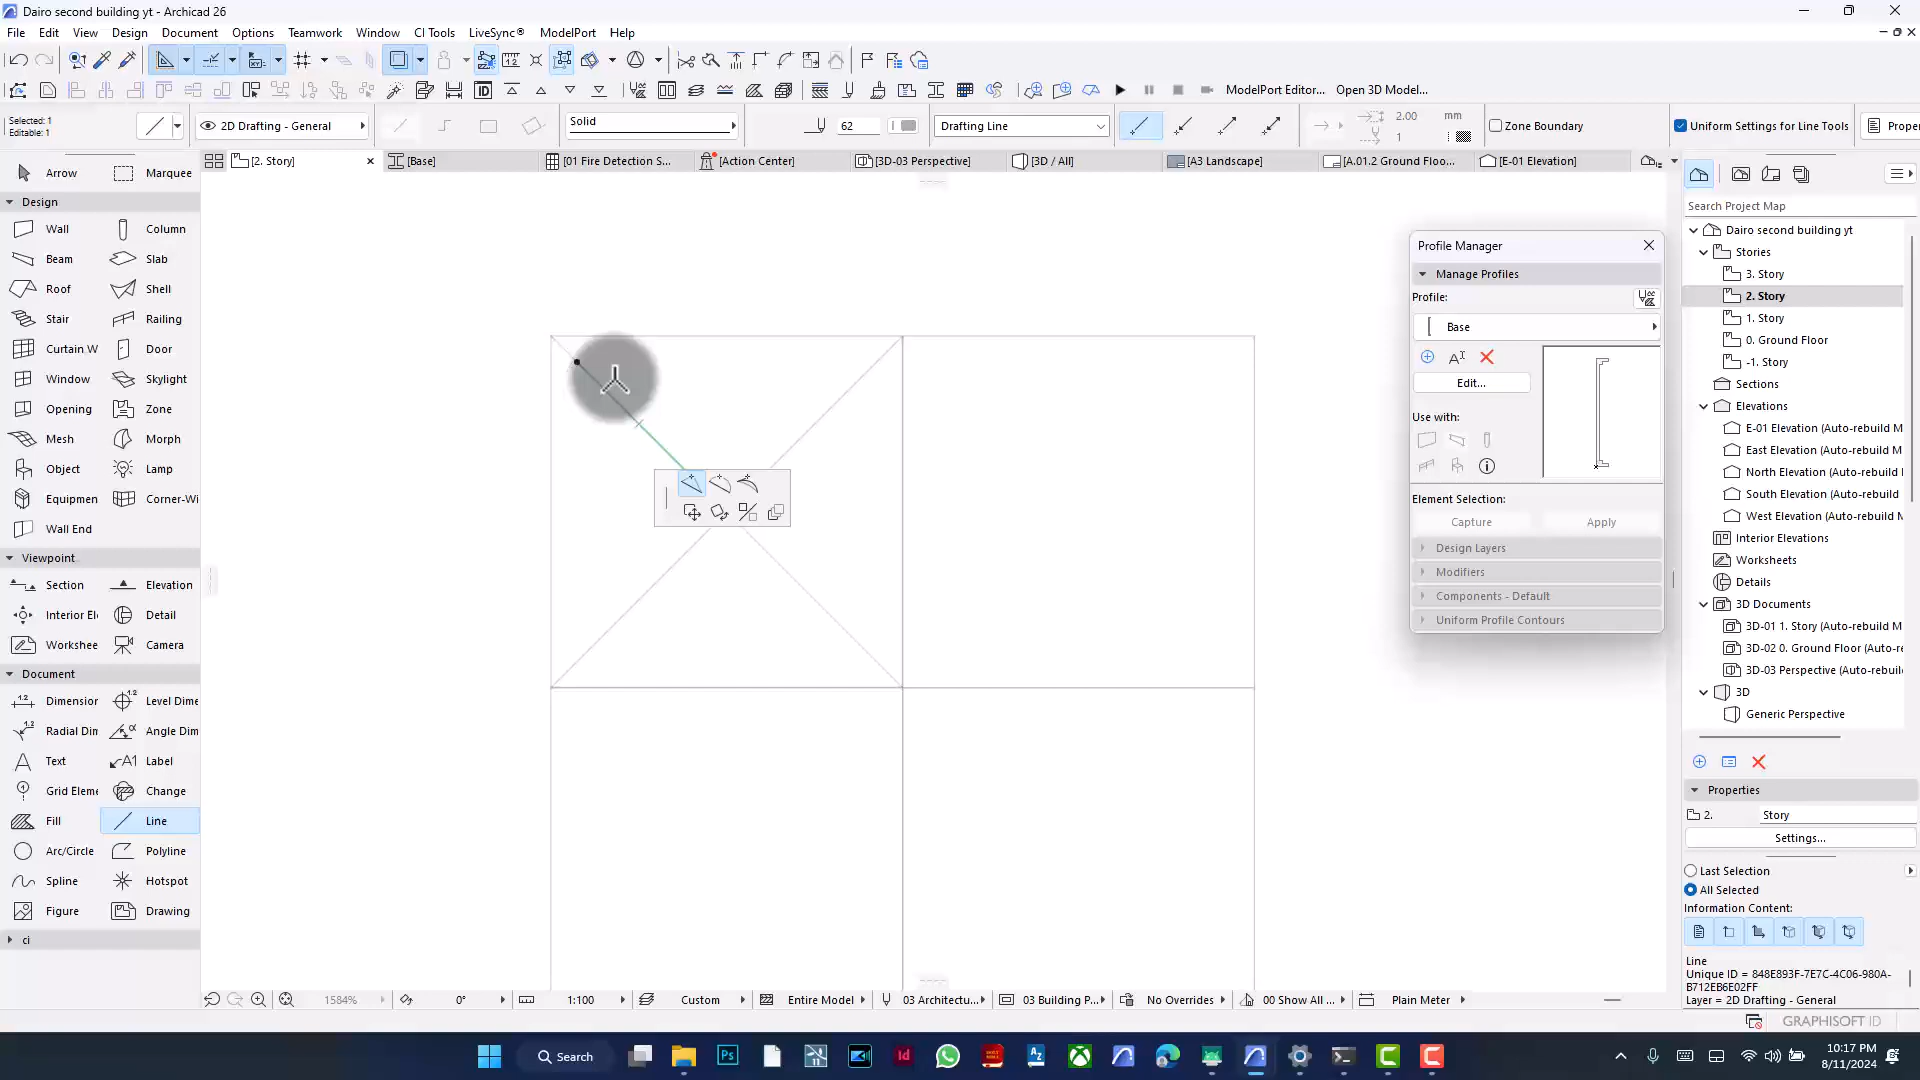 Dairo second building yt - Archicad 26
File Edit View Design Document Options Teamwork Window CI Tools LiveSync® ModelPort Help
ModelPort Editor... Open 3D Model...
Selected: 1
Editable: 1
2D Drafting - General
Solid
62
Drafting Line
2.00 mm
1
Zone Boundary
Uniform Settings for Line Tools
[2. Story]
[Base]
[01 Fire Detection S...
[Action Center]
[3D-03 Perspective]
[3D / All]
[A3 Landscape]
[A.01.2 Ground Floo...
[E-01 Elevation]
Arrow Marquee
Design
Wall Column
Beam Slab
Roof Shell
Stair Railing
Curtain W Door
Window Skylight
Opening Zone
Mesh Morph
Object Lamp
Equipmen Corner-Wi
Wall End
Viewpoint
Section Elevation
Interior El Detail
Workshee Camera
Document
Dimension Level Dime
Radial Dim Angle Dim
Text Label
Grid Eleme Change
Fill Line
Arc/Circle Polyline
Spline Hotspot
Figure Drawing
ci
Profile Manager
Manage Profiles
Profile:
Base
Edit...
Use with:
Element Selection:
Capture Apply
Design Layers
Modifiers
Components - Default
Uniform Profile Contours
Search Project Map
Dairo second building yt
Stories
3. Story
2. Story
1. Story
0. Ground Floor
-1. Story
Sections
Elevations
E-01 Elevation (Auto-rebuild M
East Elevation (Auto-rebuild M
North Elevation (Auto-rebuild
South Elevation (Auto-rebuild
West Elevation (Auto-rebuild M
Interior Elevations
Worksheets
Details
3D Documents
3D-01 1. Story (Auto-rebuild M
3D-02 0. Ground Floor (Auto-re
3D-03 Perspective (Auto-rebuild
3D
Generic Perspective
Properties
2. Story
Settings...
Last Selection
All Selected
Information Content:
Line
Unique ID = 848E893F-7E7C-4C06-980A-
B712EB6E02FF
Layer = 2D Drafting - General
1584% 0° 1:100 Custom Entire Model 03 Architectu... 03 Building P... No Overrides 00 Show All ... Plain Meter
GRAPHISOFT ID
Search
10:17 PM
8/11/2024